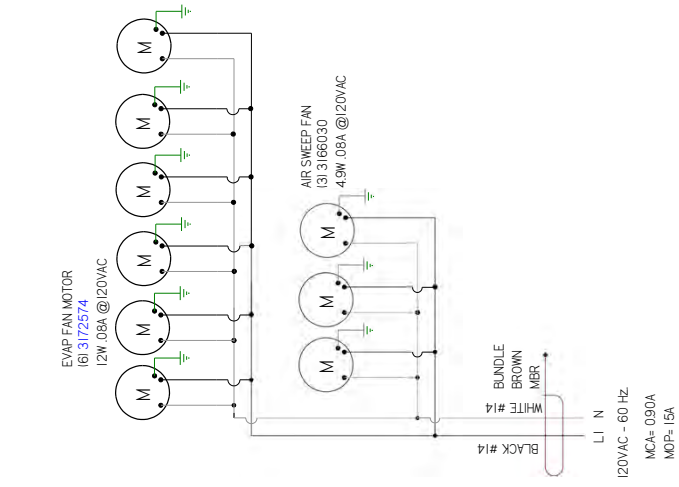 M
M
M
M
M
M
EVAP FAN MOTOR
(6) 3172574
12W .08A @120VAC
AIR SWEEP FAN
(3) 3166030
4.9W .08A @120VAC
M
M
M
BUNDLE
BROWN
MBR
WHITE #14
BLACK #14
L1 N
120VAC - 60 Hz.
MCA= 0.90A
MOP= 15A